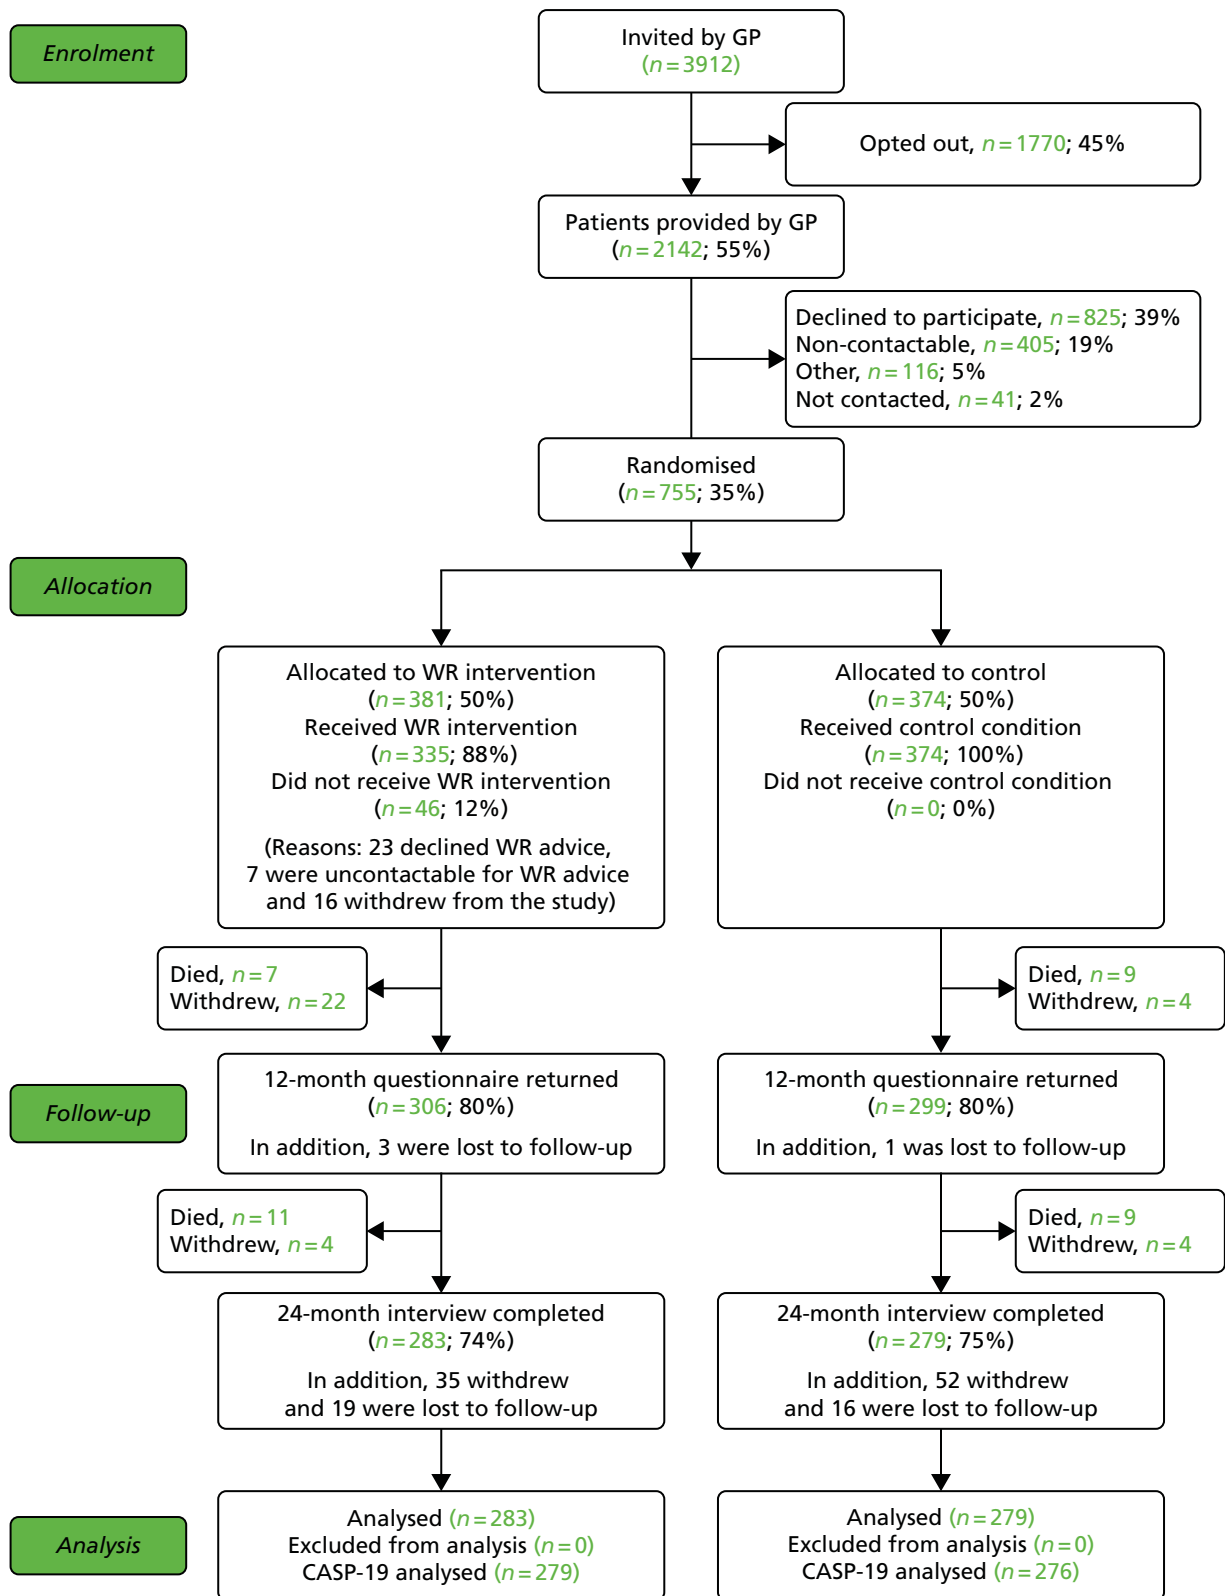 Enrolment
Invited by GP
(n=3912)
Opted out, n=1770; 45%
Patients provided by GP
(n=2142; 55%)
Declined to participate, n=825; 39%
Non-contactable, n=405; 19%
Other, n=116; 5%
Not contacted, n=41; 2%
Randomised
(n=755; 35%)
Allocation
Allocated to WR intervention
(n=381; 50%)
Received WR intervention
(n=335; 88%)
Did not receive WR intervention
(n=46; 12%)
(Reasons: 23 declined WR advice,
7 were uncontactable for WR advice
and 16 withdrew from the study)
Allocated to control
(n=374; 50%)
Received control condition
(n=374; 100%)
Did not receive control condition
(n=0; 0%)
Died, n=7
Withdrew, n=22
Died, n=9
Withdrew, n=4
Follow-up
12-month questionnaire returned
(n=306; 80%)
In addition, 3 were lost to follow-up
12-month questionnaire returned
(n=299; 80%)
In addition, 1 was lost to follow-up
Died, n=11
Withdrew, n=4
Died, n=9
Withdrew, n=4
24-month interview completed
(n=283; 74%)
In addition, 35 withdrew
and 19 were lost to follow-up
24-month interview completed
(n=279; 75%)
In addition, 52 withdrew
and 16 were lost to follow-up
Analysis
Analysed (n=283)
Excluded from analysis (n=0)
CASP-19 analysed (n=279)
Analysed (n=279)
Excluded from analysis (n=0)
CASP-19 analysed (n=276)